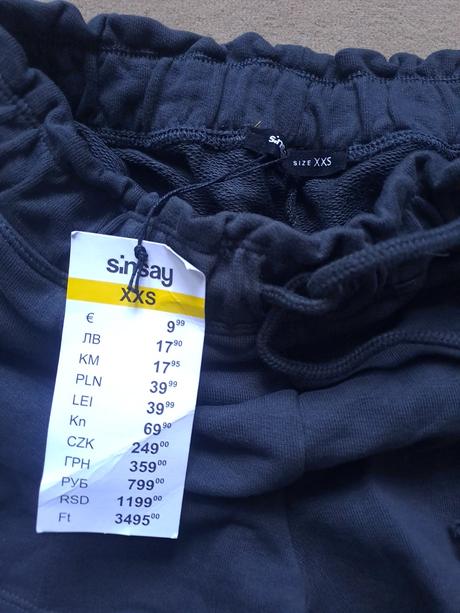 sinsay
SIZE XXS
sinsay
XXS
€ 9⁹⁹
ЛВ 17⁹⁰
KM 17⁹⁵
PLN 39⁹⁹
LEI 39⁹⁹
Kn 69⁹⁰
CZK 249⁰⁰
ГРН 359⁰⁰
РУБ 799⁰⁰
RSD 1199⁰⁰
Ft 3495⁰⁰